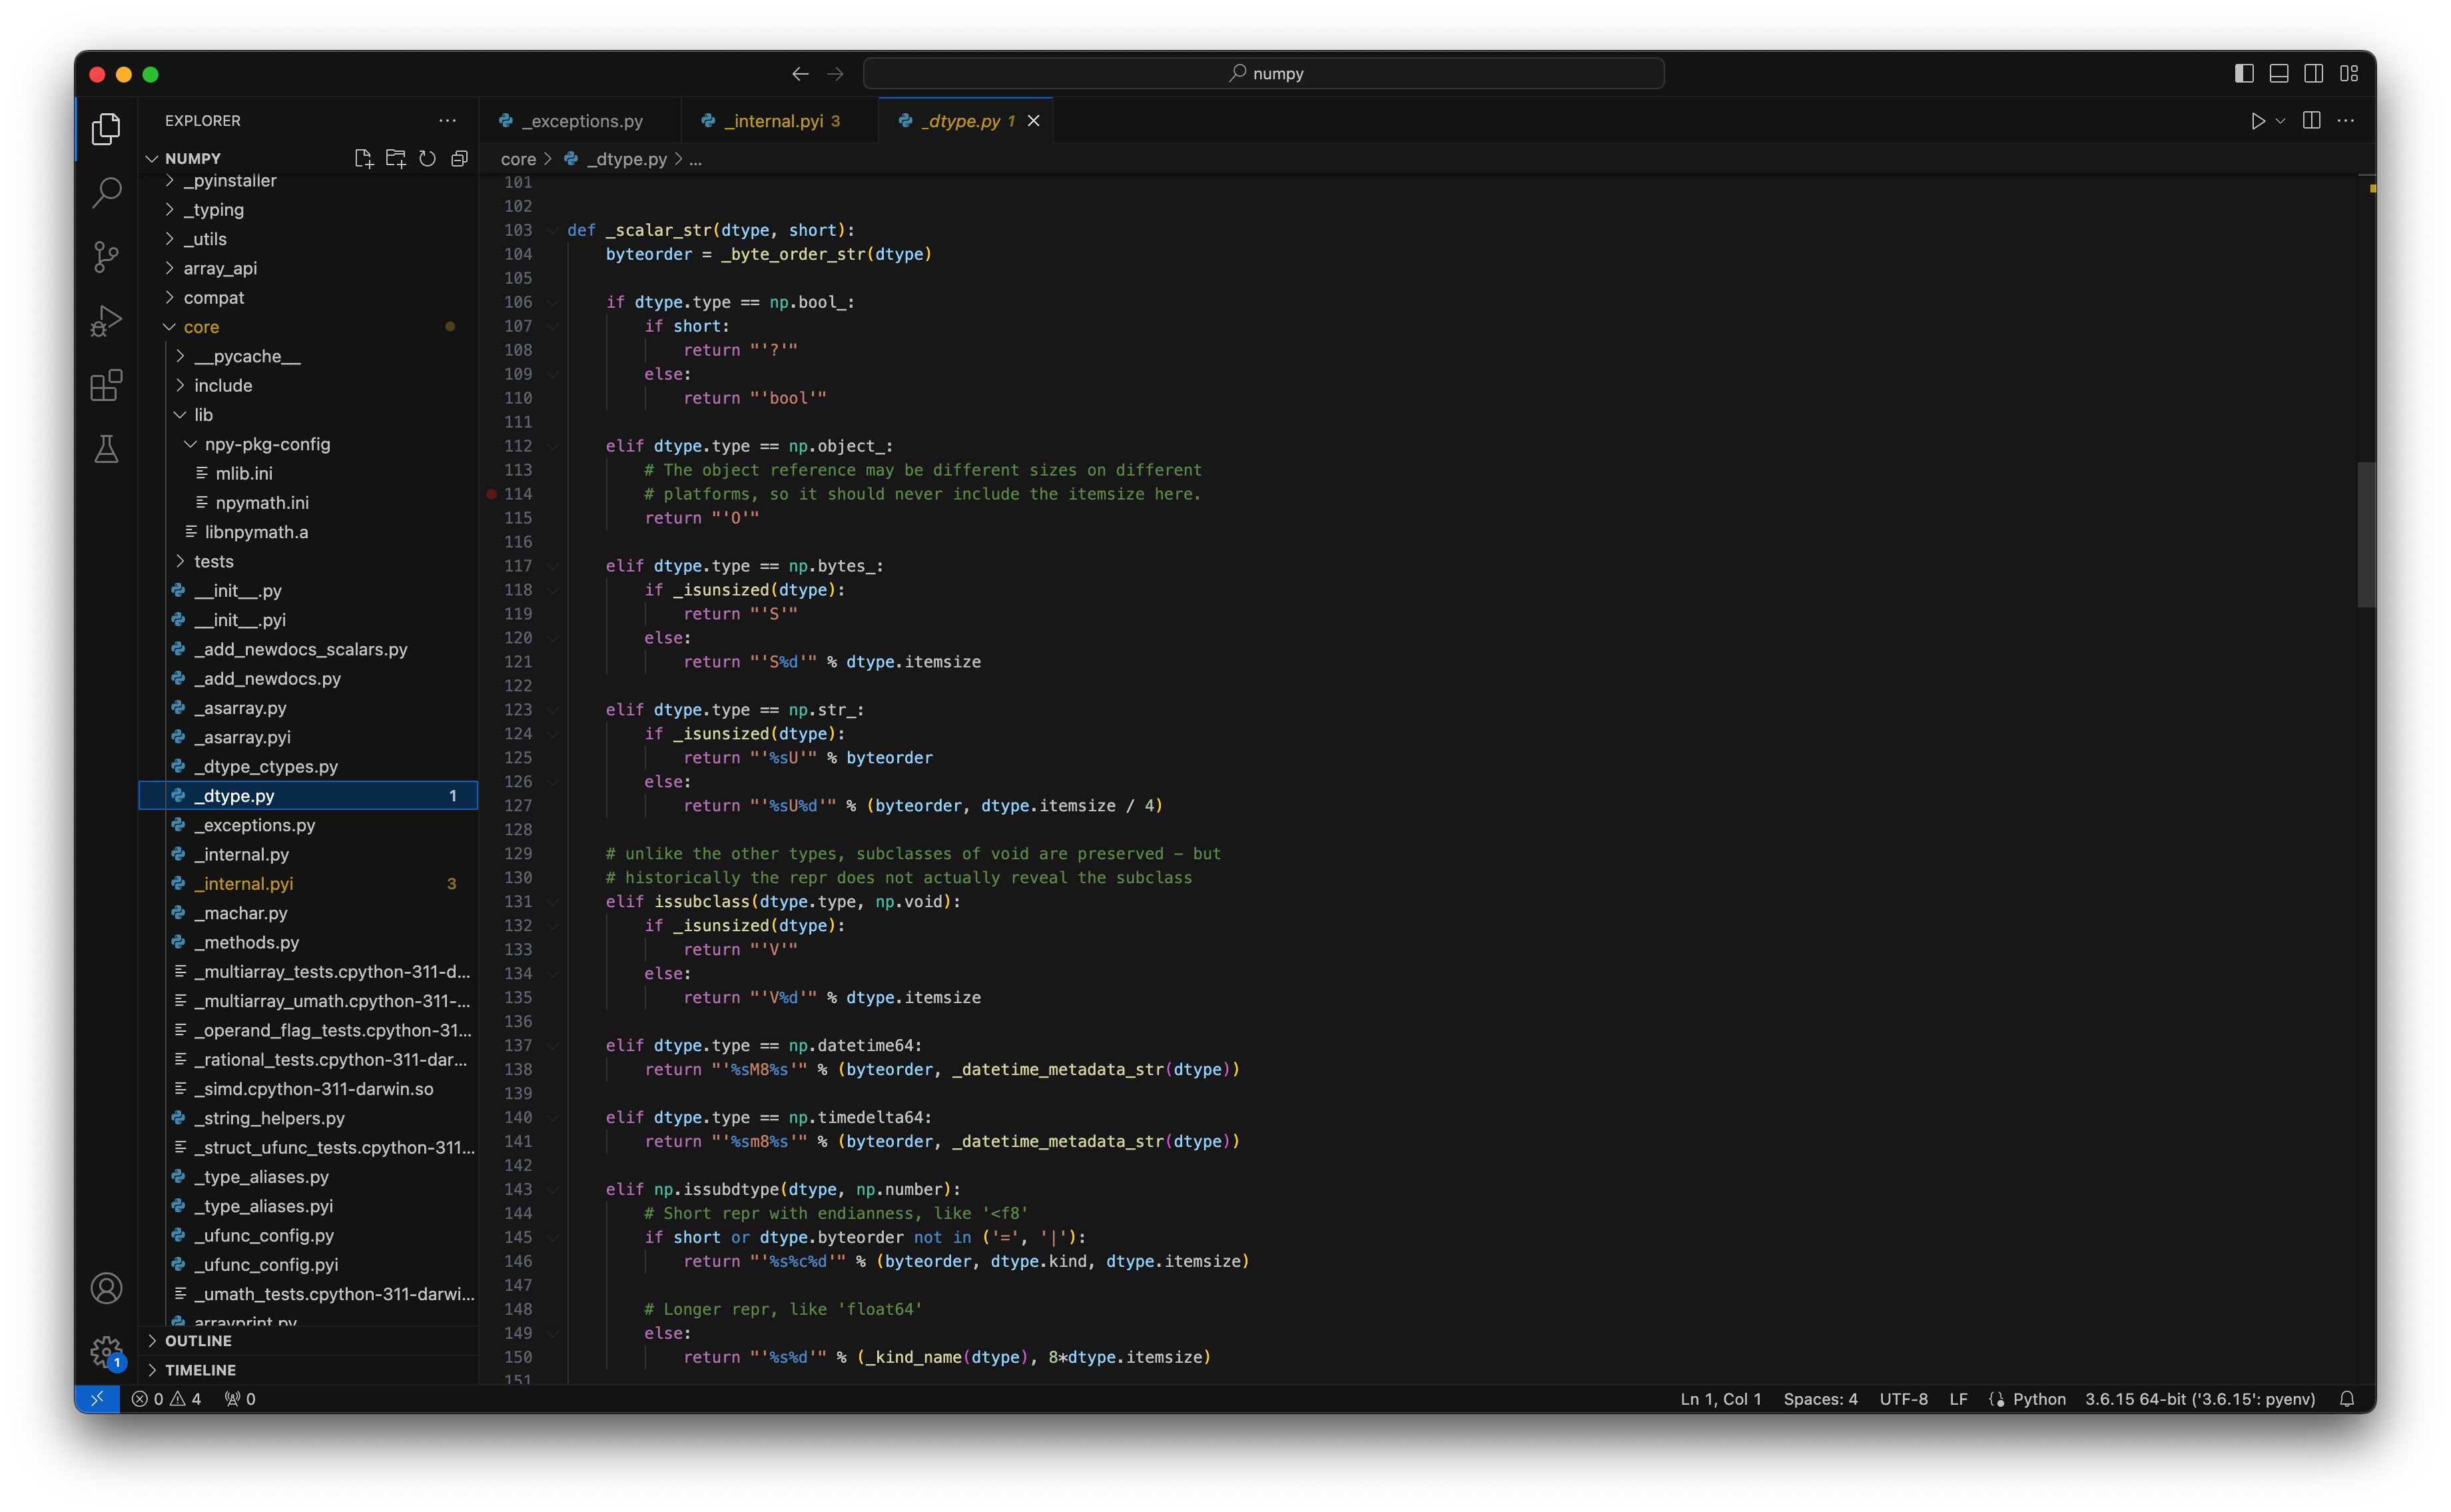 numpy
EXPLORER
NUMPY
_pyinstaller
_typing
_utils
array_api
compat
core
__pycache__
include
lib
npy-pkg-config
mlib.ini
npymath.ini
libnpymath.a
tests
__init__.py
__init__.pyi
_add_newdocs_scalars.py
_add_newdocs.py
_asarray.py
_asarray.pyi
_dtype_ctypes.py
_dtype.py 1
_exceptions.py
_internal.py
_internal.pyi 3
_machar.py
_methods.py
_multiarray_tests.cpython-311-d...
_multiarray_umath.cpython-311-...
_operand_flag_tests.cpython-31...
_rational_tests.cpython-311-dar...
_simd.cpython-311-darwin.so
_string_helpers.py
_struct_ufunc_tests.cpython-311...
_type_aliases.py
_type_aliases.pyi
_ufunc_config.py
_ufunc_config.pyi
_umath_tests.cpython-311-darwi...
arrayprint.py
OUTLINE
TIMELINE
_exceptions.py _internal.pyi 3 _dtype.py 1
core > _dtype.py > ...
101
102
103 def _scalar_str(dtype, short):
104     byteorder = _byte_order_str(dtype)
105
106     if dtype.type == np.bool_:
107         if short:
108             return "'?'"
109         else:
110             return "'bool'"
111
112     elif dtype.type == np.object_:
113         # The object reference may be different sizes on different
114         # platforms, so it should never include the itemsize here.
115         return "'O'"
116
117     elif dtype.type == np.bytes_:
118         if _isunsized(dtype):
119             return "'S'"
120         else:
121             return "'S%d'" % dtype.itemsize
122
123     elif dtype.type == np.str_:
124         if _isunsized(dtype):
125             return "'%sU'" % byteorder
126         else:
127             return "'%sU%d'" % (byteorder, dtype.itemsize / 4)
128
129     # unlike the other types, subclasses of void are preserved - but
130     # historically the repr does not actually reveal the subclass
131     elif issubclass(dtype.type, np.void):
132         if _isunsized(dtype):
133             return "'V'"
134         else:
135             return "'V%d'" % dtype.itemsize
136
137     elif dtype.type == np.datetime64:
138         return "'%sM8%s'" % (byteorder, _datetime_metadata_str(dtype))
139
140     elif dtype.type == np.timedelta64:
141         return "'%sm8%s'" % (byteorder, _datetime_metadata_str(dtype))
142
143     elif np.issubdtype(dtype, np.number):
144         # Short repr with endianness, like '<f8'
145         if short or dtype.byteorder not in ('=', '|'):
146             return "'%s%c%d'" % (byteorder, dtype.kind, dtype.itemsize)
147
148         # Longer repr, like 'float64'
149         else:
150             return "'%s%d'" % (_kind_name(dtype), 8*dtype.itemsize)
151
1
0 4 0
Ln 1, Col 1 Spaces: 4 UTF-8 LF Python 3.6.15 64-bit ('3.6.15': pyenv)